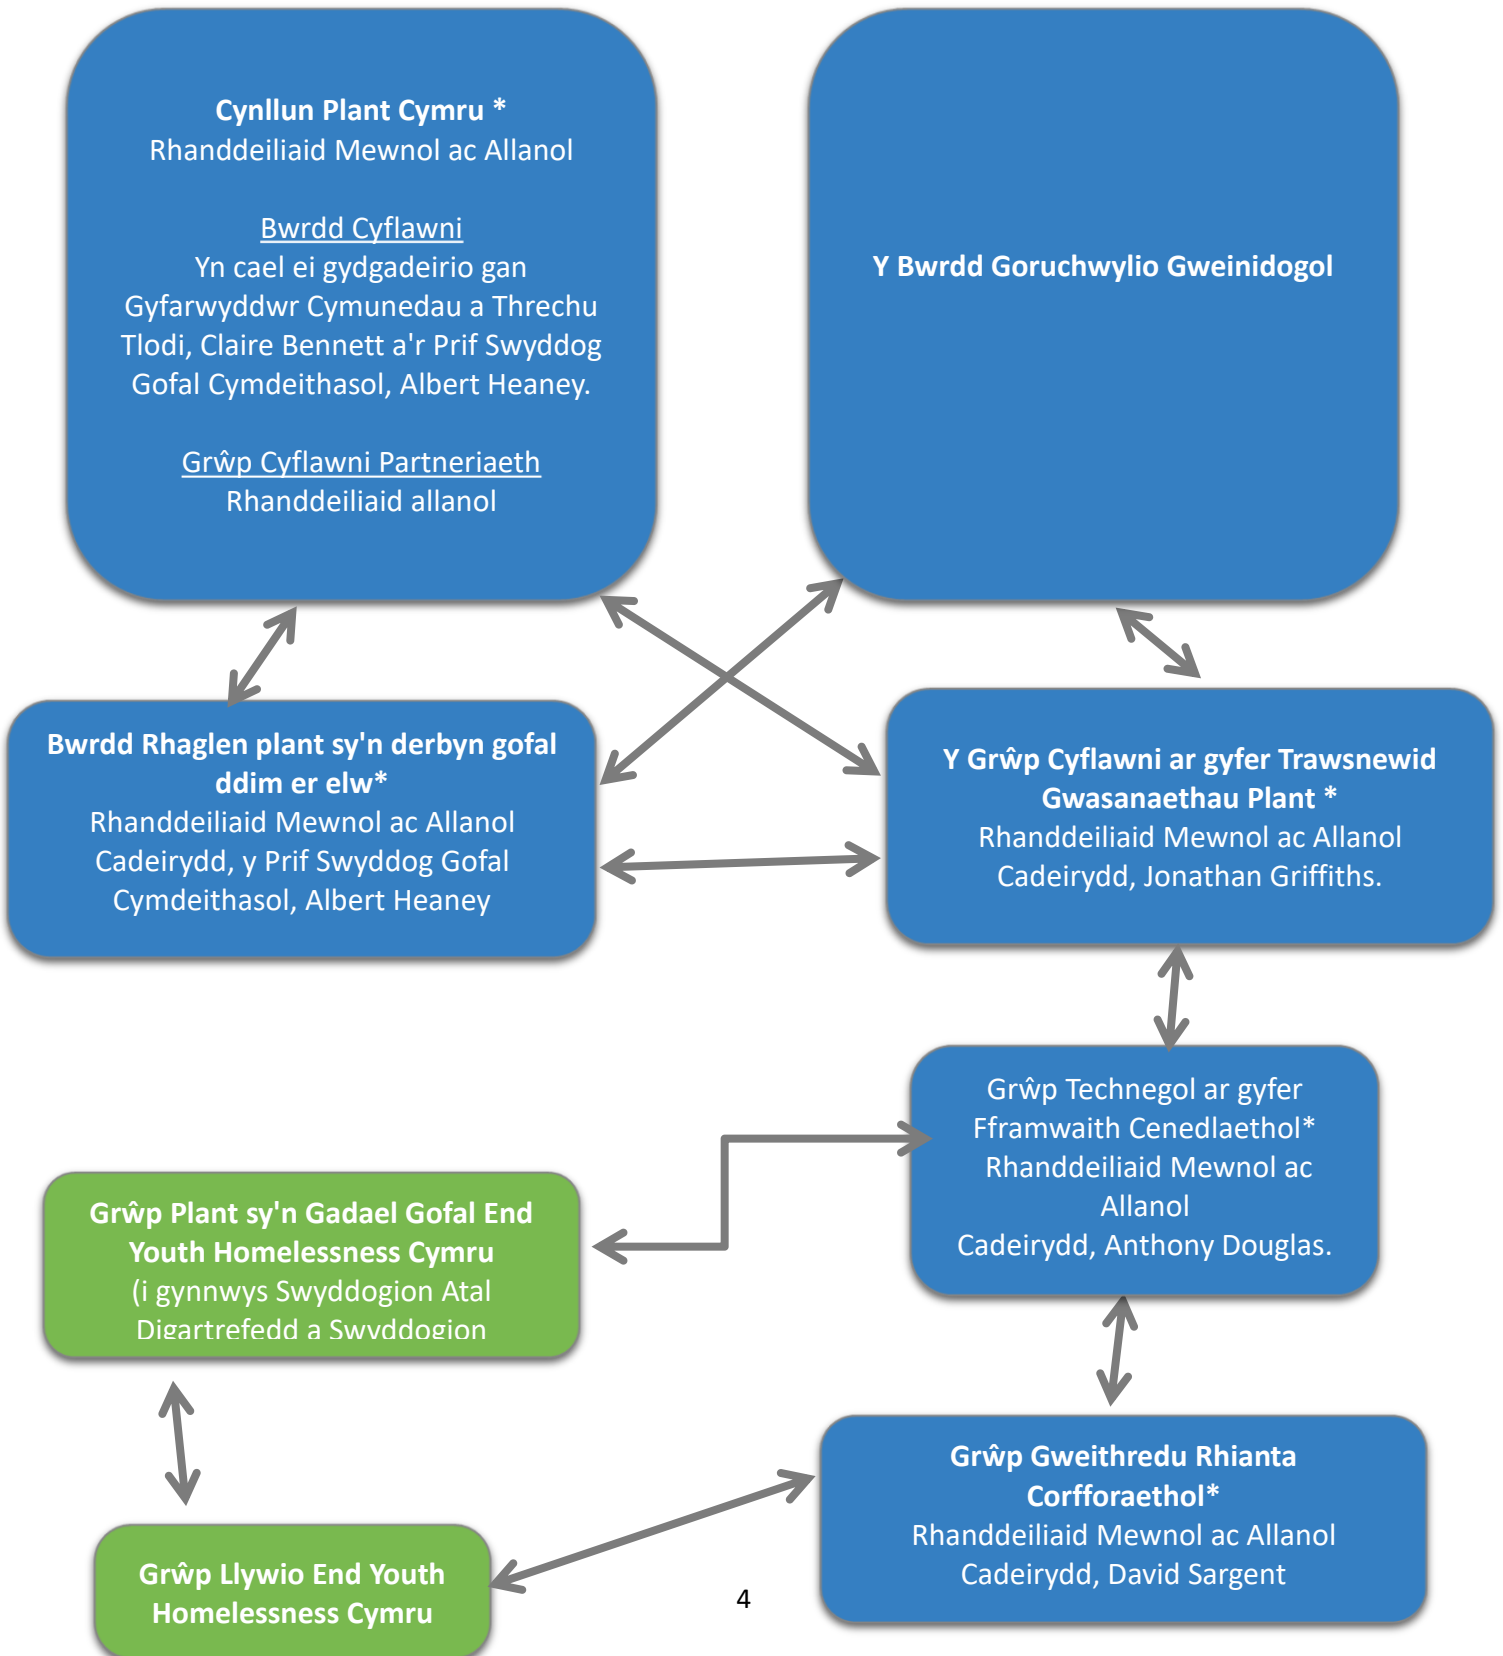 Cynllun Plant Cymru *
Rhanddeiliaid Mewnol ac Allanol
Bwrdd Cyflawni
Yn cael ei gydgadeirio gan
Gyfarwyddwr Cymunedau a Threchu
Tlodi, Claire Bennett a'r Prif Swyddog
Gofal Cymdeithasol, Albert Heaney.
Grŵp Cyflawni Partneriaeth
Rhanddeiliaid allanol
Y Bwrdd Goruchwylio Gweinidogol
Bwrdd Rhaglen plant sy'n derbyn gofal
ddim er elw*
Rhanddeiliaid Mewnol ac Allanol
Cadeirydd, y Prif Swyddog Gofal
Cymdeithasol, Albert Heaney
Y Grŵp Cyflawni ar gyfer Trawsnewid
Gwasanaethau Plant *
Rhanddeiliaid Mewnol ac Allanol
Cadeirydd, Jonathan Griffiths.
Grŵp Technegol ar gyfer
Fframwaith Cenedlaethol*
Rhanddeiliaid Mewnol ac
Allanol
Cadeirydd, Anthony Douglas.
Grŵp Plant sy'n Gadael Gofal End
Youth Homelessness Cymru
(i gynnwys Swyddogion Atal
Digartrefedd a Swyddogion
Grŵp Gweithredu Rhianta
Corfforaethol*
Rhanddeiliaid Mewnol ac Allanol
Cadeirydd, David Sargent
Grŵp Llywio End Youth
Homelessness Cymru
4